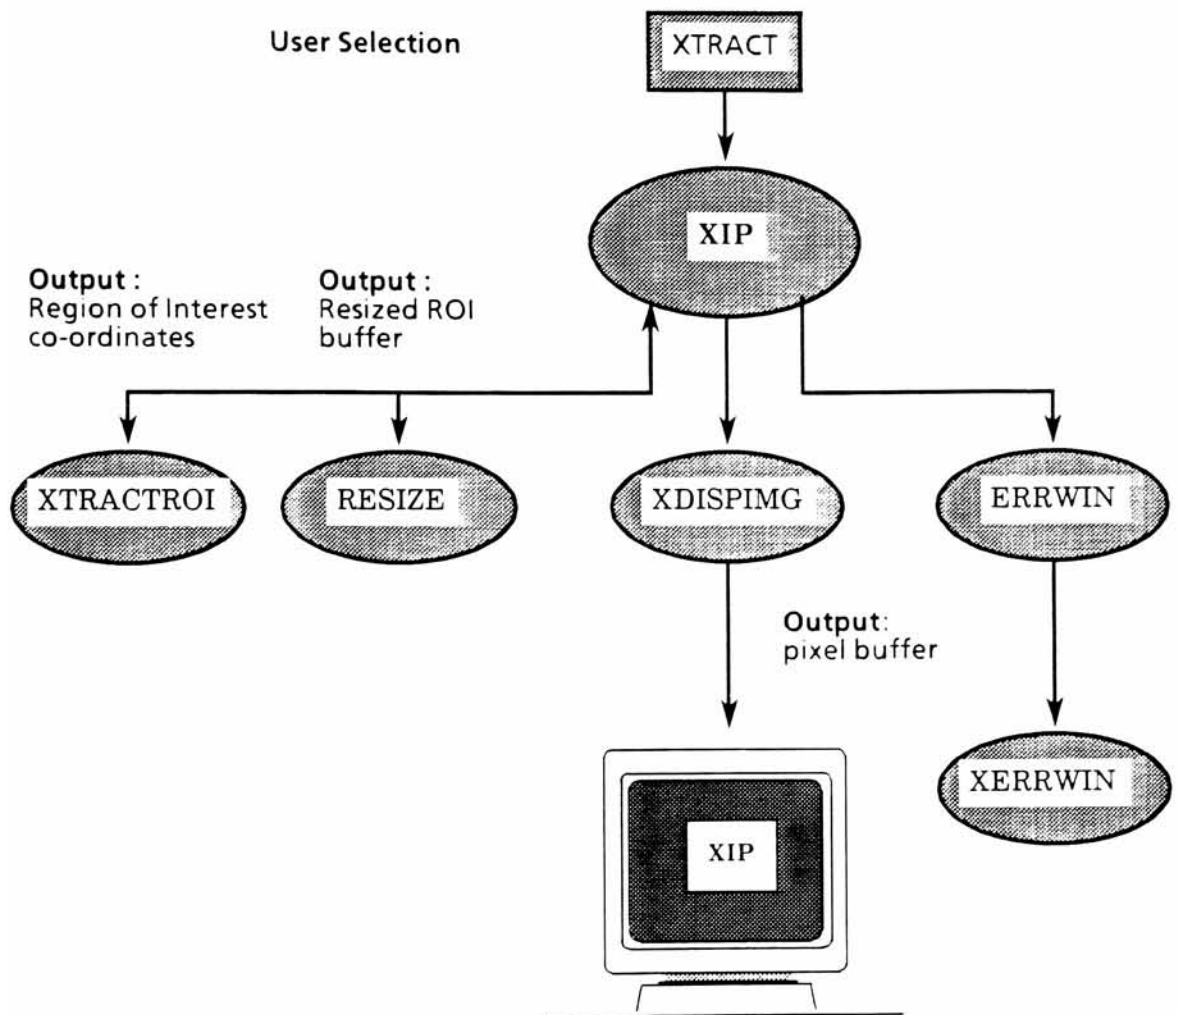 User Selection
XTRACT
XIP
Output :
Region of Interest
co-ordinates
Output :
Resized ROI
buffer
XTRACTROI
RESIZE
XDISPIMG
ERRWIN
Output:
pixel buffer
XERRWIN
XIP